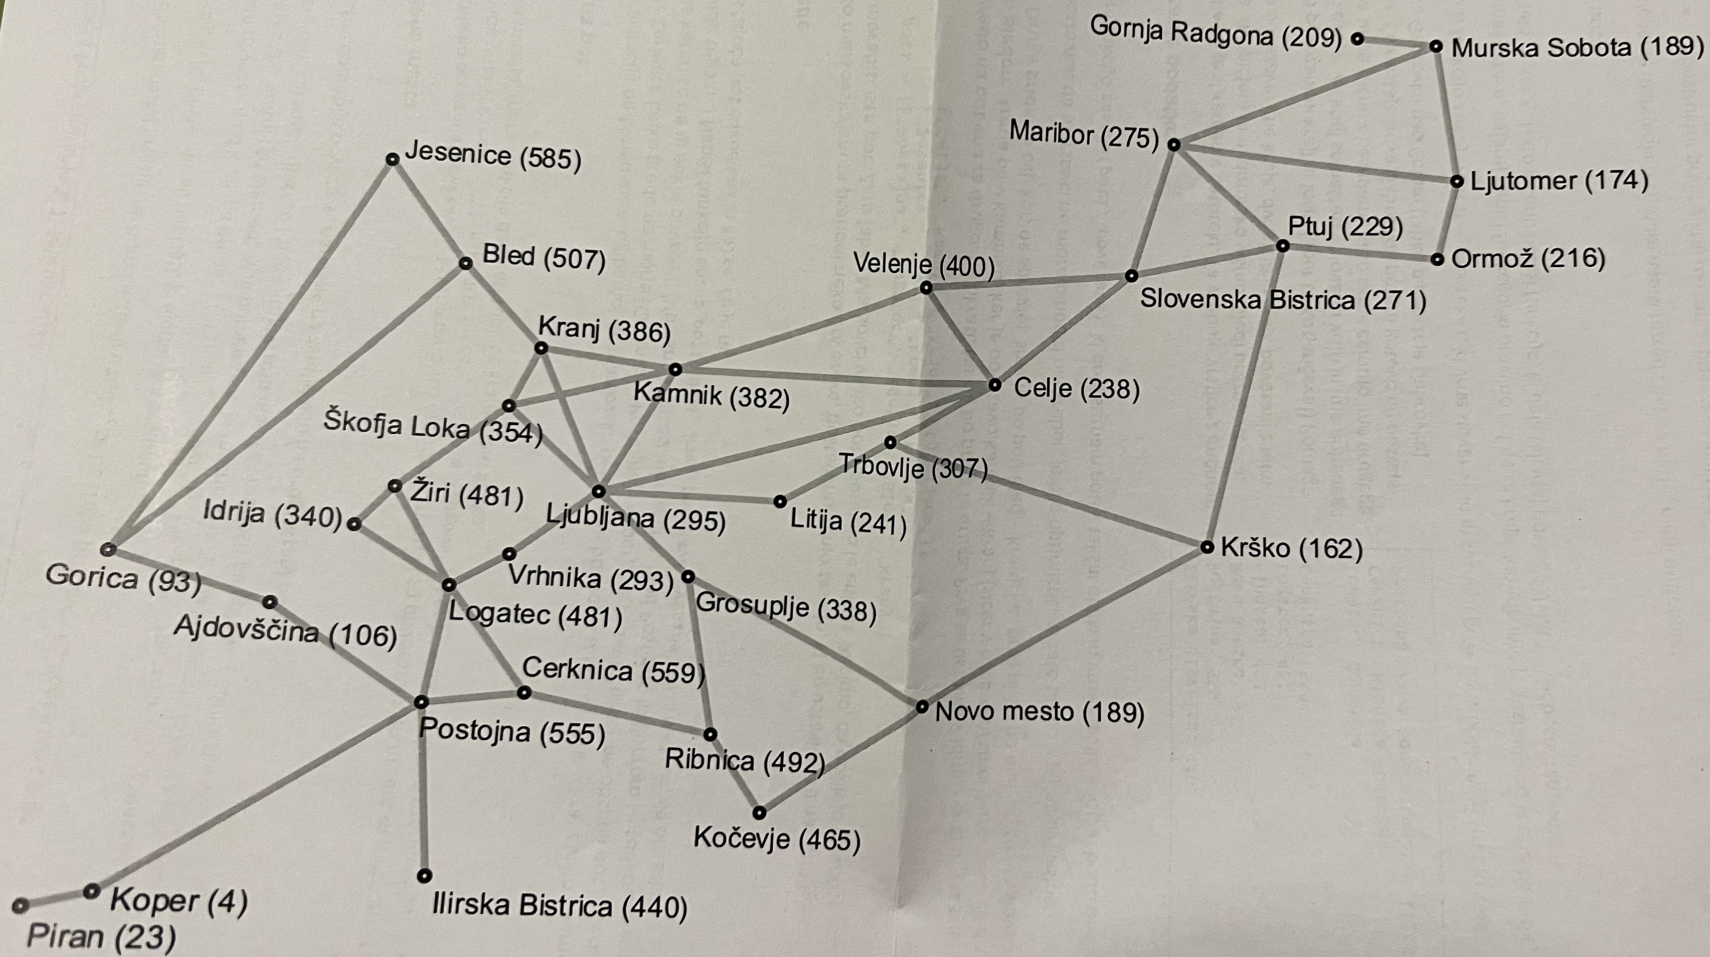 Gornja Radgona (209)
Murska Sobota (189)
Maribor (275)
Jesenice (585)
Ljutomer (174)
Ptuj (229)
Bled (507)
Velenje (400)
Ormož (216)
Slovenska Bistrica (271)
Kranj (386)
Kamnik (382)
Celje (238)
Škofja Loka (354)
Trbovlje (307)
Žiri (481)
Idrija (340)
Ljubljana (295)
Litija (241)
Krško (162)
Gorica (93)
Vrhnika (293)
Grosuplje (338)
Logatec (481)
Ajdovščina (106)
Cerknica (559)
Novo mesto (189)
Postojna (555)
Ribnica (492)
Kočevje (465)
Koper (4)
Ilirska Bistrica (440)
Piran (23)